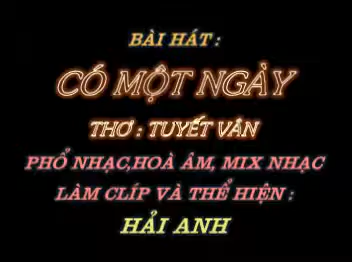 BÀI HÁT :
CÓ MỘT NGÀY
THƠ : TUYẾT VÂN
PHỔ NHẠC,HOÀ ÂM, MIX NHẠC
LÀM CLÍP VÀ THỂ HIỆN :
HẢI ANH